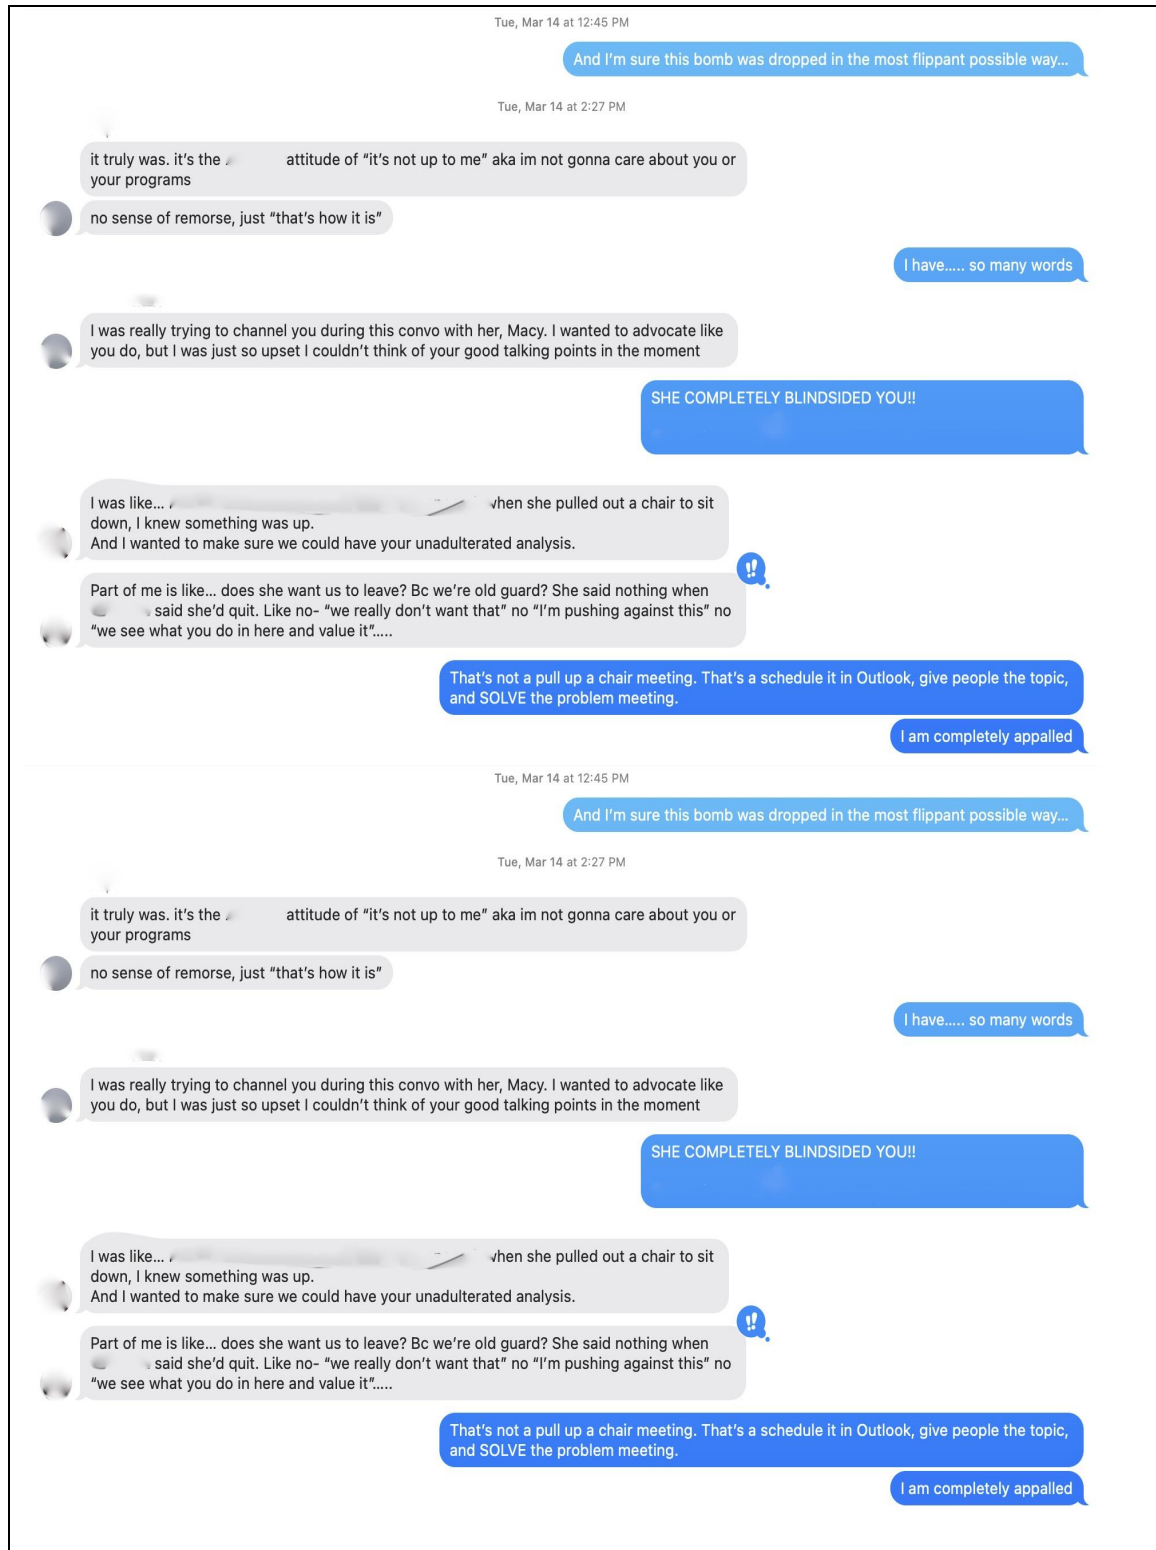 Tue, Mar 14 at 12:45 PM
And I'm sure this bomb was dropped in the most flippant possible way...
Tue, Mar 14 at 2:27 PM
it truly was. it's the attitude of "it's not up to me" aka im not gonna care about you or
your programs
no sense of remorse, just "that's how it is"
I have..... so many words
I was really trying to channel you during this convo with her, Macy. I wanted to advocate like
you do, but I was just so upset I couldn't think of your good talking points in the moment
SHE COMPLETELY BLINDSIDED YOU!!
I was like... when she pulled out a chair to sit
down, I knew something was up.
And I wanted to make sure we could have your unadulterated analysis.
Part of me is like... does she want us to leave? Bc we're old guard? She said nothing when
said she'd quit. Like no- "we really don't want that" no "I'm pushing against this" no
"we see what you do in here and value it".....
That's not a pull up a chair meeting. That's a schedule it in Outlook, give people the topic,
and SOLVE the problem meeting.
I am completely appalled
Tue, Mar 14 at 12:45 PM
And I'm sure this bomb was dropped in the most flippant possible way...
Tue, Mar 14 at 2:27 PM
it truly was. it's the attitude of "it's not up to me" aka im not gonna care about you or
your programs
no sense of remorse, just "that's how it is"
I have..... so many words
I was really trying to channel you during this convo with her, Macy. I wanted to advocate like
you do, but I was just so upset I couldn't think of your good talking points in the moment
SHE COMPLETELY BLINDSIDED YOU!!
I was like... when she pulled out a chair to sit
down, I knew something was up.
And I wanted to make sure we could have your unadulterated analysis.
Part of me is like... does she want us to leave? Bc we're old guard? She said nothing when
said she'd quit. Like no- "we really don't want that" no "I'm pushing against this" no
"we see what you do in here and value it".....
That's not a pull up a chair meeting. That's a schedule it in Outlook, give people the topic,
and SOLVE the problem meeting.
I am completely appalled